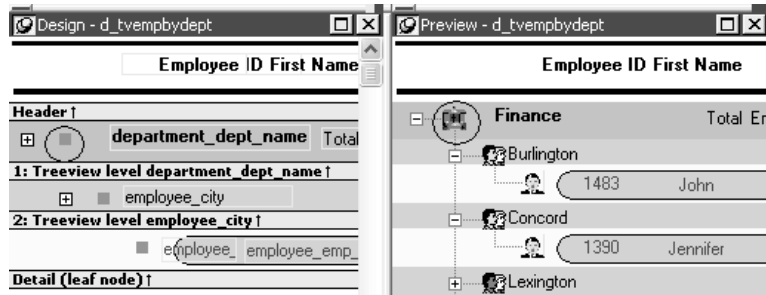 Design - d_tvempbydept
Employee ID First Name
Header ↑
department_dept_name Total
1: Treeview level department_dept_name ↑
employee_city
2: Treeview level employee_city ↑
employee_ employee_emp_
Detail (leaf node) ↑
Preview - d_tvempbydept
Employee ID First Name
Finance Total Em
Burlington
1483 John
Concord
1390 Jennifer
Lexington